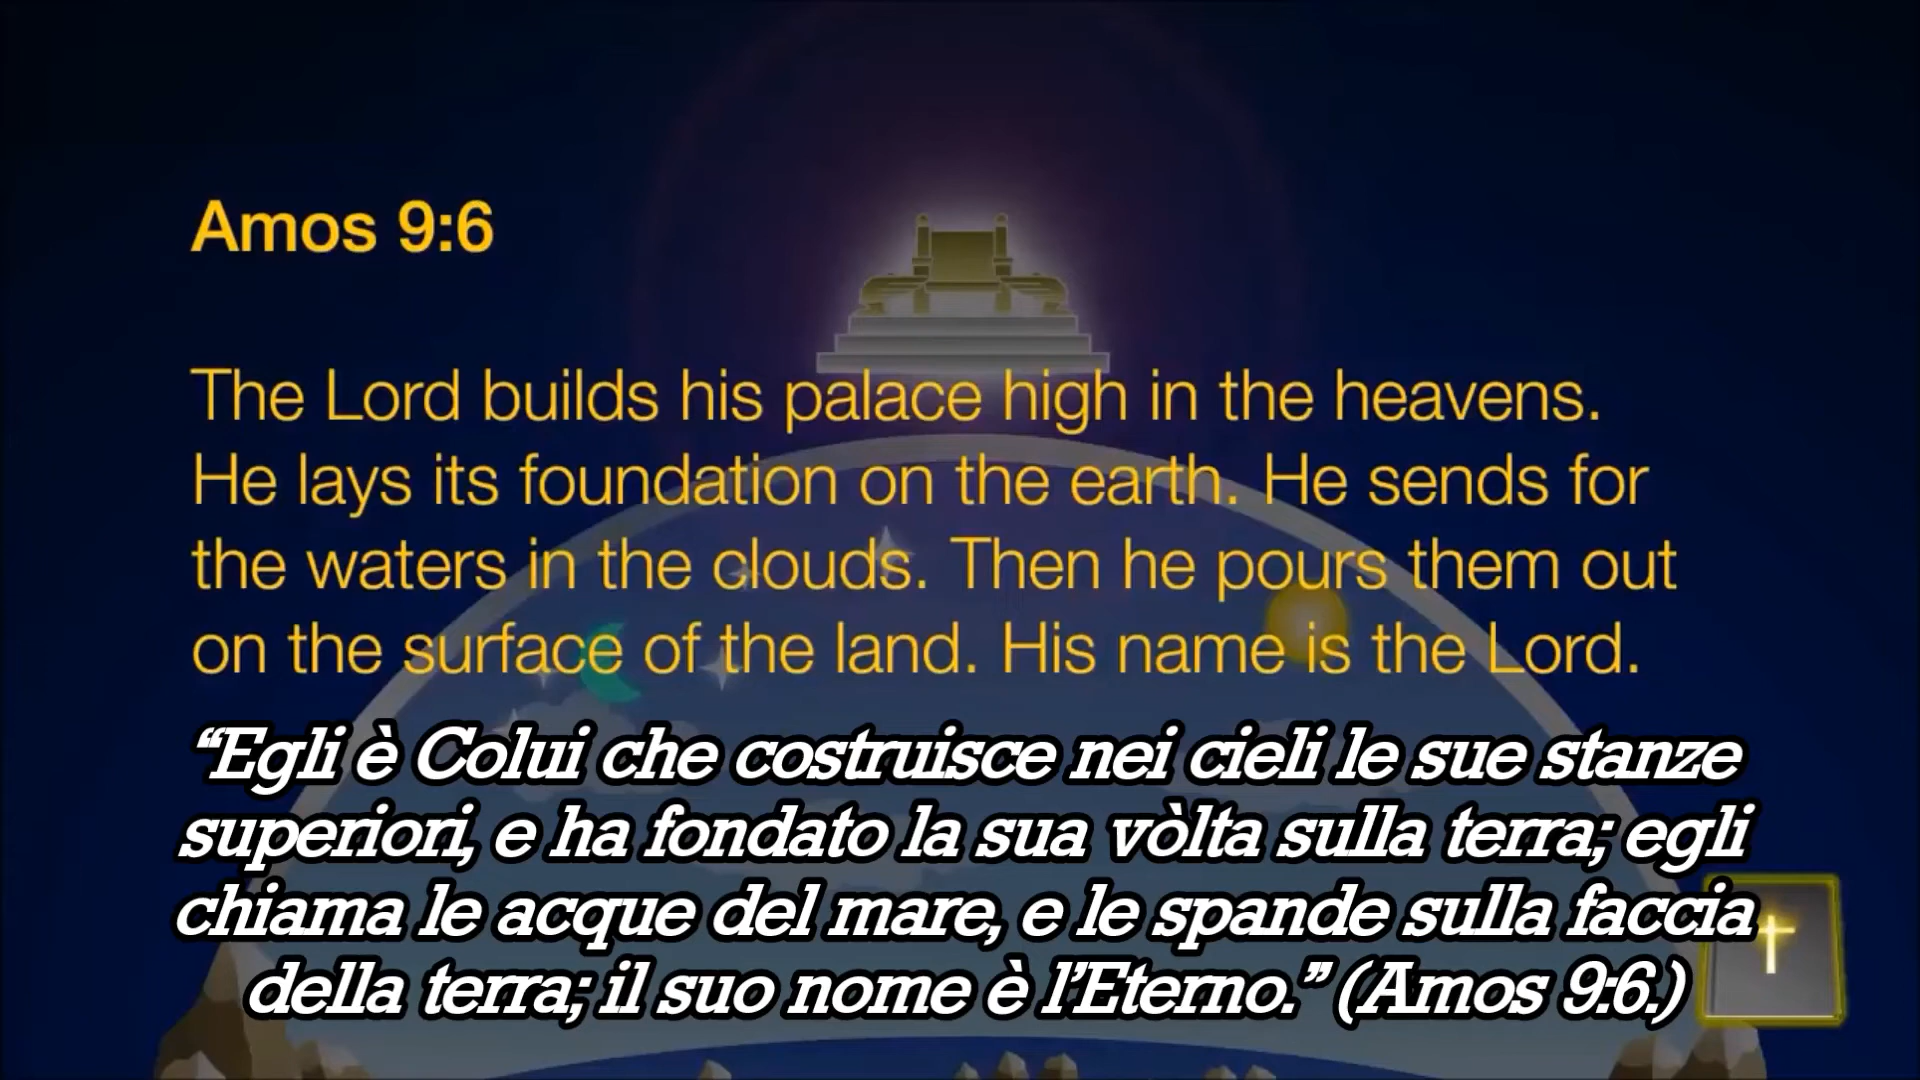 Amos 9:6
The Lord builds his palace high in the heavens.
He lays its foundation on the earth. He sends for
the waters in the clouds. Then he pours them out
on the surface of the land. His name is the Lord.
“Egli è Colui che costruisce nei cieli le sue stanze
superiori, e ha fondato la sua vòlta sulla terra; egli
chiama le acque del mare, e le spande sulla faccia
della terra; il suo nome è l’Eterno.” (Amos 9:6.)